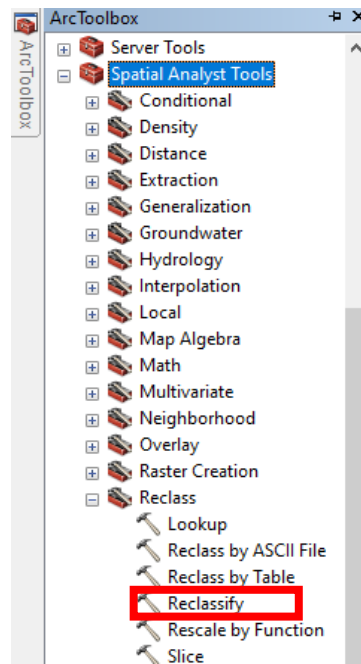 ArcToolbox
ArcToolbox
Server Tools
Spatial Analyst Tools
Conditional
Density
Distance
Extraction
Generalization
Groundwater
Hydrology
Interpolation
Local
Map Algebra
Math
Multivariate
Neighborhood
Overlay
Raster Creation
Reclass
Lookup
Reclass by ASCII File
Reclass by Table
Reclassify
Rescale by Function
Slice